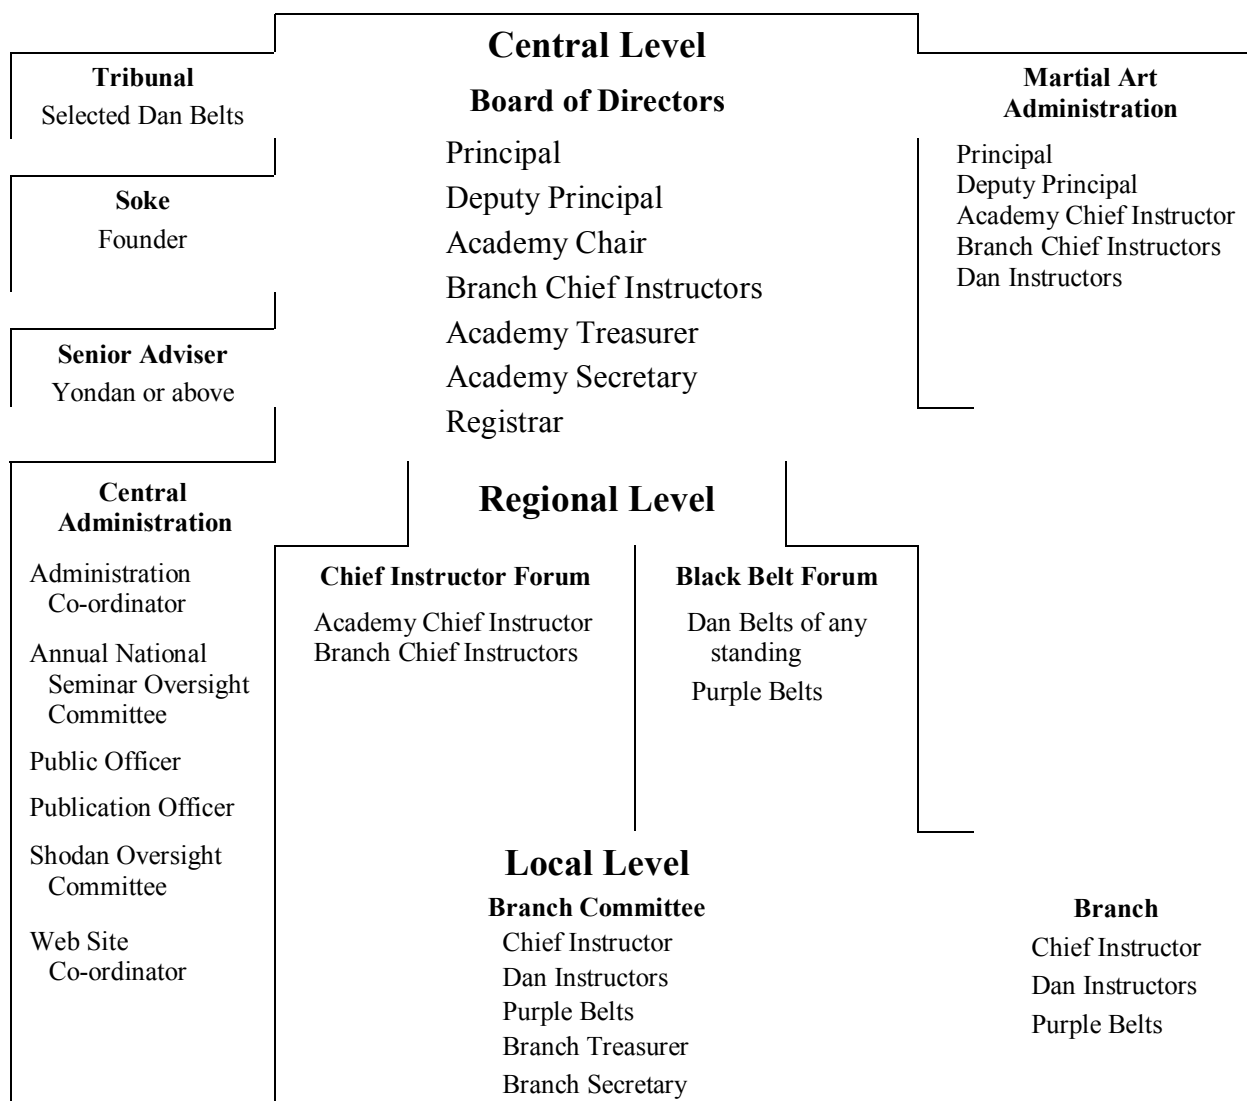 Central Level
Tribunal
Selected Dan Belts
Board of Directors
Principal
Deputy Principal
Academy Chair
Branch Chief Instructors
Academy Treasurer
Academy Secretary
Registrar
Martial Art
Administration
Principal
Deputy Principal
Academy Chief Instructor
Branch Chief Instructors
Dan Instructors
Soke
Founder
Senior Adviser
Yondan or above
Central
Administration
Administration
Co-ordinator
Annual National
Seminar Oversight
Committee
Public Officer
Publication Officer
Shodan Oversight
Committee
Web Site
Co-ordinator
Regional Level
Chief Instructor Forum
Academy Chief Instructor
Branch Chief Instructors
Black Belt Forum
Dan Belts of any
standing
Purple Belts
Local Level
Branch Committee
Chief Instructor
Dan Instructors
Purple Belts
Branch Treasurer
Branch Secretary
Branch
Chief Instructor
Dan Instructors
Purple Belts